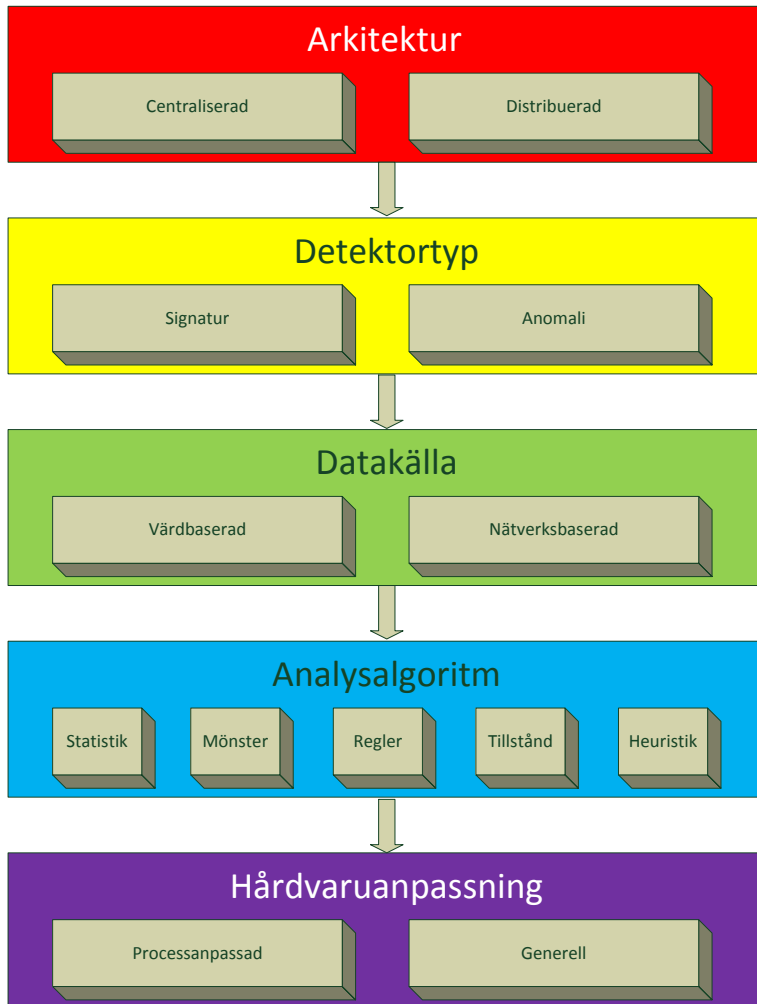 Arkitektur
Centraliserad
Distribuerad
Detektortyp
Signatur
Anomali
Datakälla
Värdbaserad
Nätverksbaserad
Analysalgoritm
Statistik
Mönster
Regler
Tillstånd
Heuristik
Hårdvaruanpassning
Processanpassad
Generell